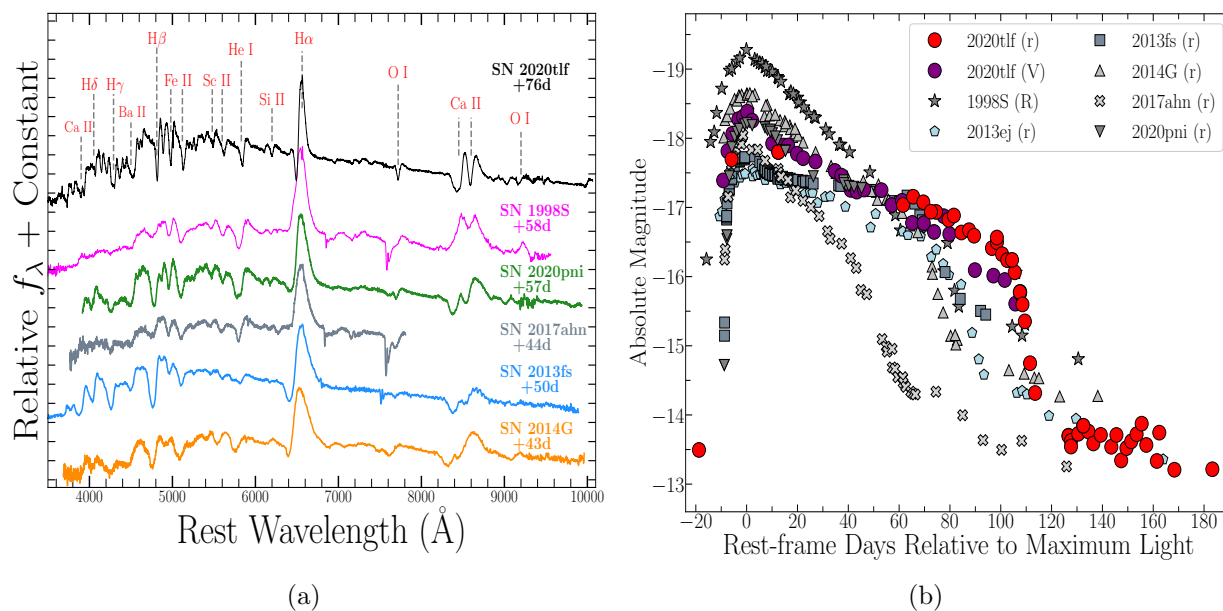 Relative fλ + Constant
Ca II
Hδ
Hγ
Ba II
Hβ
Fe II
Sc II
He I
Si II
Hα
O I
Ca II
O I
SN 2020tlf
+76d
SN 1998S
+58d
SN 2020pni
+57d
SN 2017ahn
+44d
SN 2013fs
+50d
SN 2014G
+43d
4000 5000 6000 7000 8000 9000 10000
Rest Wavelength (Å)
(a)
Absolute Magnitude
−19
−18
−17
−16
−15
−14
−13
2020tlf (r)
2020tlf (V)
1998S (R)
2013ej (r)
2013fs (r)
2014G (r)
2017ahn (r)
2020pni (r)
−20 0 20 40 60 80 100 120 140 160 180
Rest-frame Days Relative to Maximum Light
(b)